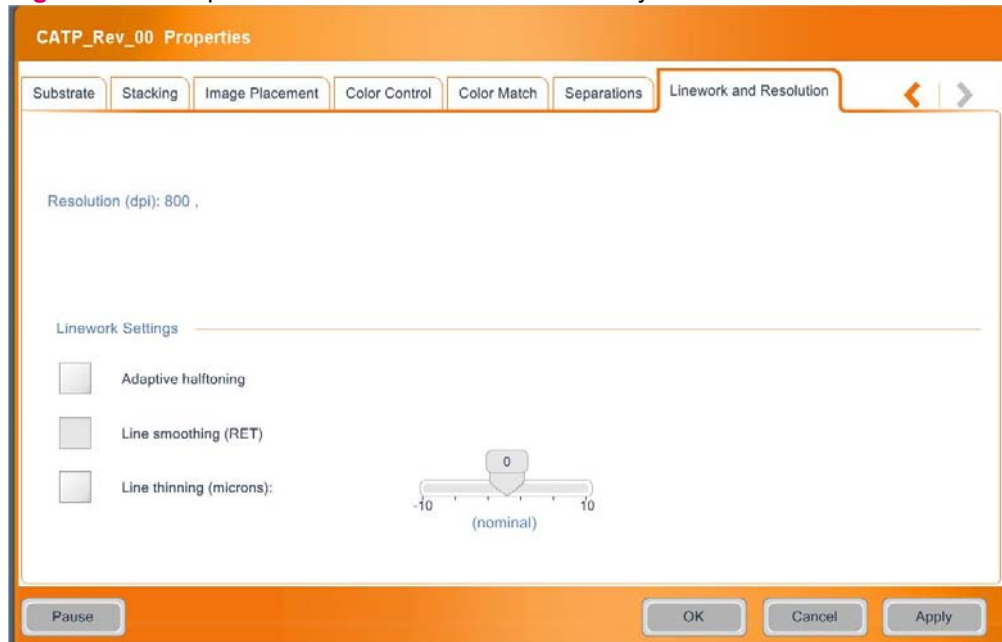 CATP_Rev_00 Properties
Substrate Stacking Image Placement Color Control Color Match Separations Linework and Resolution
Resolution (dpi): 800 ,
Linework Settings
Adaptive halftoning
Line smoothing (RET)
Line thinning (microns):
0
-10 10
(nominal)
Pause OK Cancel Apply